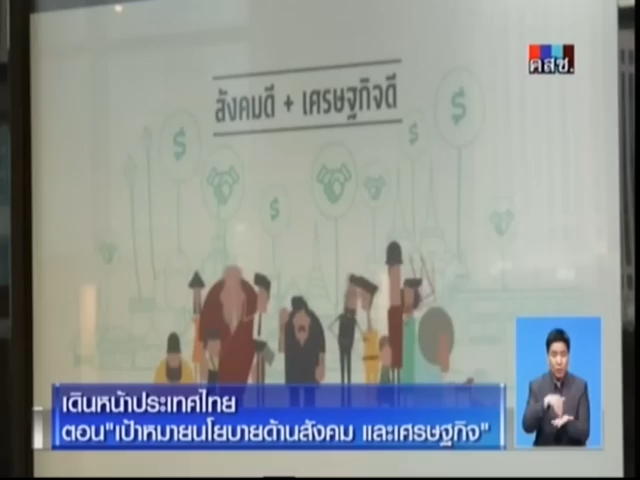 คสช.
สังคมดี + เศรษฐกิจดี
$
$
$
$
เดินหน้าประเทศไทย
ตอน"เป้าหมายนโยบายด้านสังคม และเศรษฐกิจ"